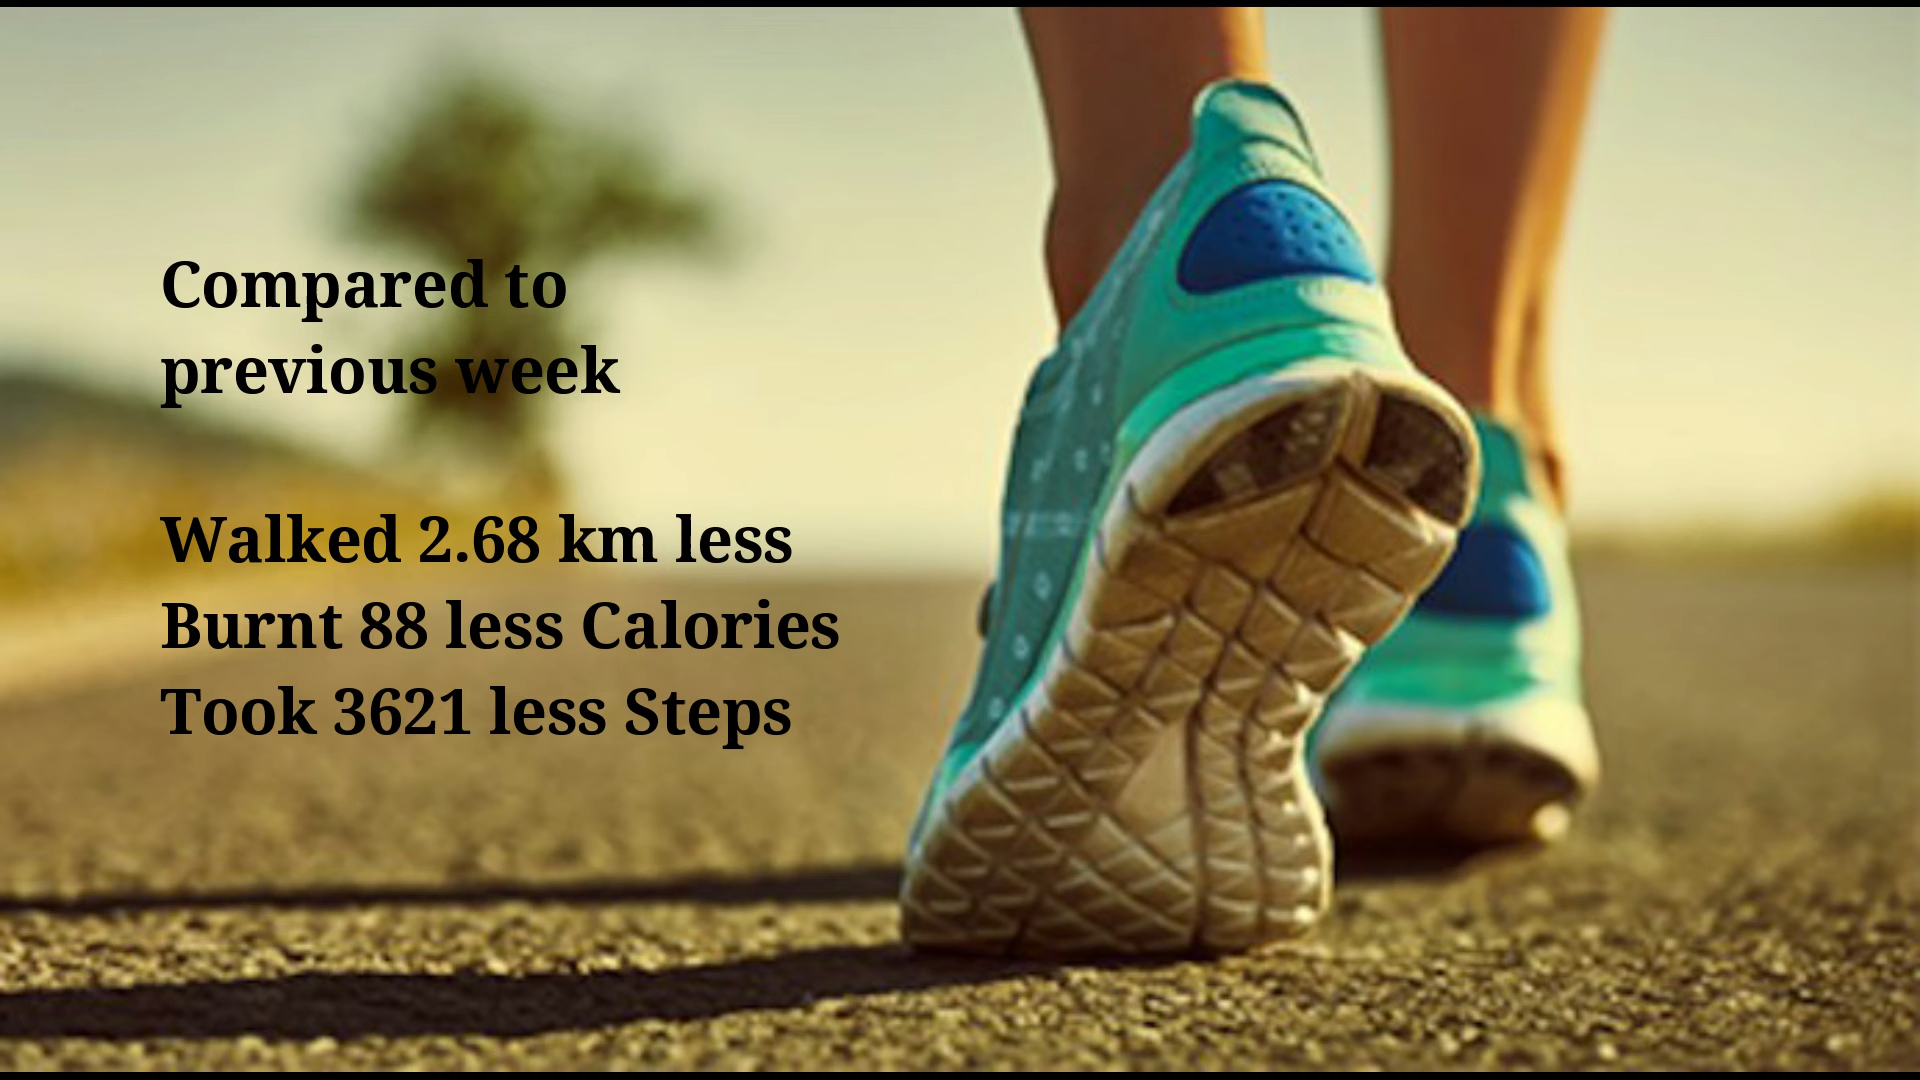 Compared to
previous week
Walked 2.68 km less
Burnt 88 less Calories
Took 3621 less Steps